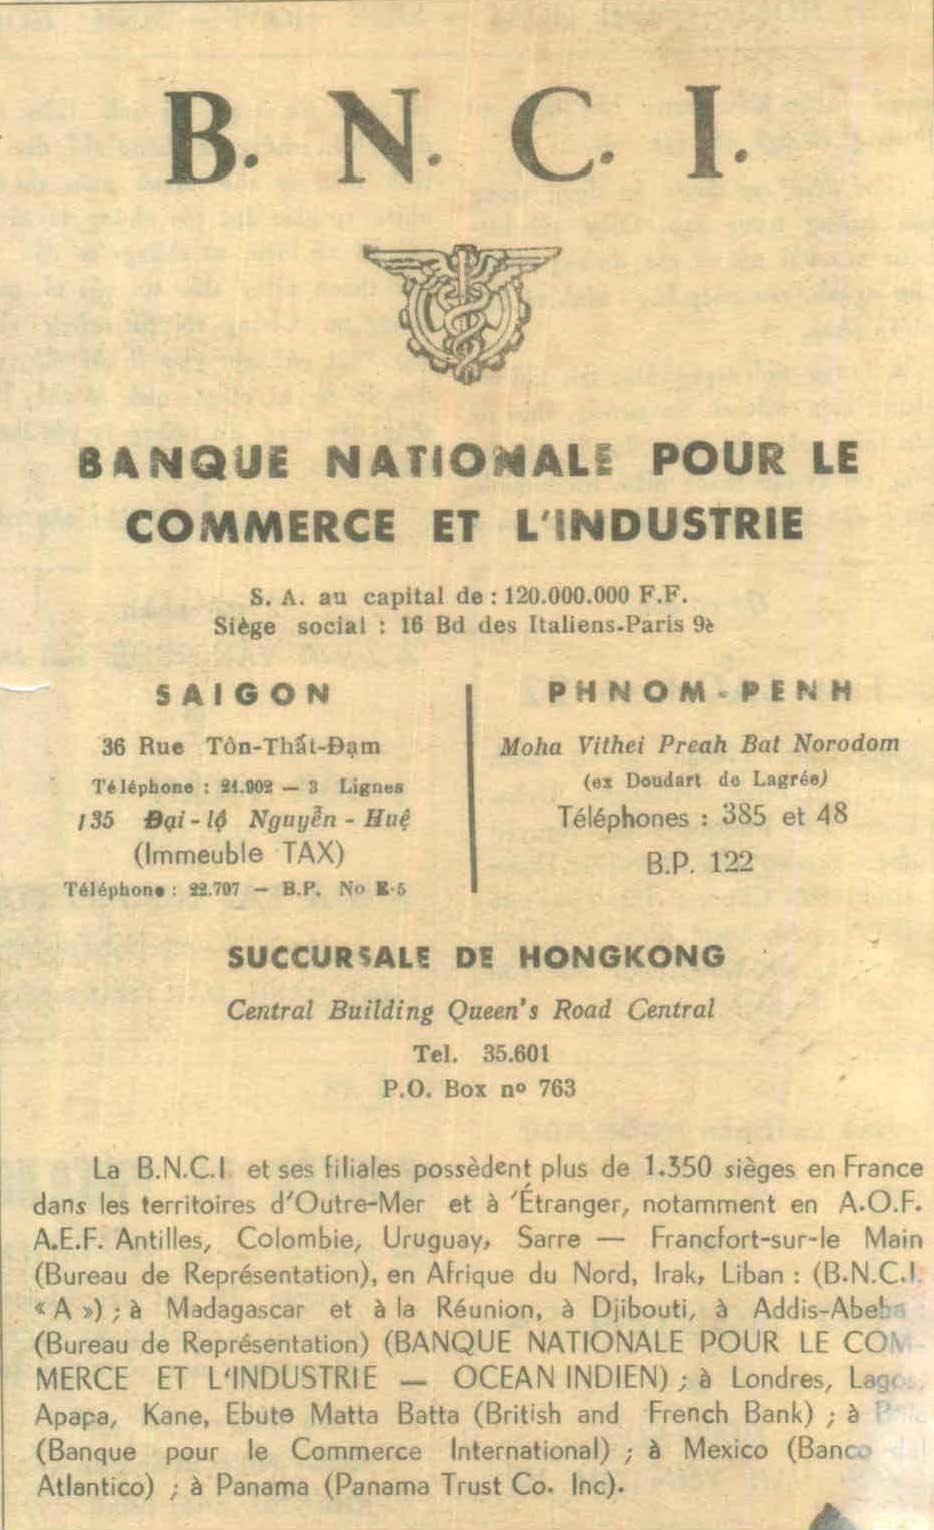 B. N. C. I.
BANQUE NATIONALE POUR LE
COMMERCE ET L'INDUSTRIE
S. A. au capital de : 120.000.000 F.F.
Siège social : 16 Bd des Italiens-Paris 9è
SAIGON
36 Rue Tôn-Thất-Đạm
Téléphone : 21.902 — 3 Lignes
135 Đại-lộ Nguyễn-Huệ
(Immeuble TAX)
Téléphone : 22.797 — B.P. No E-5
PHNOM-PENH
Moha Vithei Preah Bat Norodom
(ex Doudart de Lagrée)
Téléphones : 385 et 48
B.P. 122
SUCCURSALE DE HONGKONG
Central Building Queen's Road Central
Tel. 35.601
P.O. Box nº 763
La B.N.C.I. et ses filiales possèdent plus de 1.350 sièges en France
dans les territoires d'Outre-Mer et à 'Étranger, notamment en A.O.F.
A.E.F. Antilles, Colombie, Uruguay, Sarre — Francfort-sur-le Main
(Bureau de Représentation), en Afrique du Nord, Irak, Liban : (B.N.C.I.
« A ») ; à Madagascar et à la Réunion, à Djibouti, à Addis-Abeba
(Bureau de Représentation) (BANQUE NATIONALE POUR LE COM-
MERCE ET L'INDUSTRIE — OCEAN INDIEN) ; à Londres, Lagos,
Apapa, Kane, Ebute Matta Batta (British and French Bank) ; à
(Banque pour le Commerce International) ; à Mexico (Banco del
Atlantico) ; à Panama (Panama Trust Co. Inc).